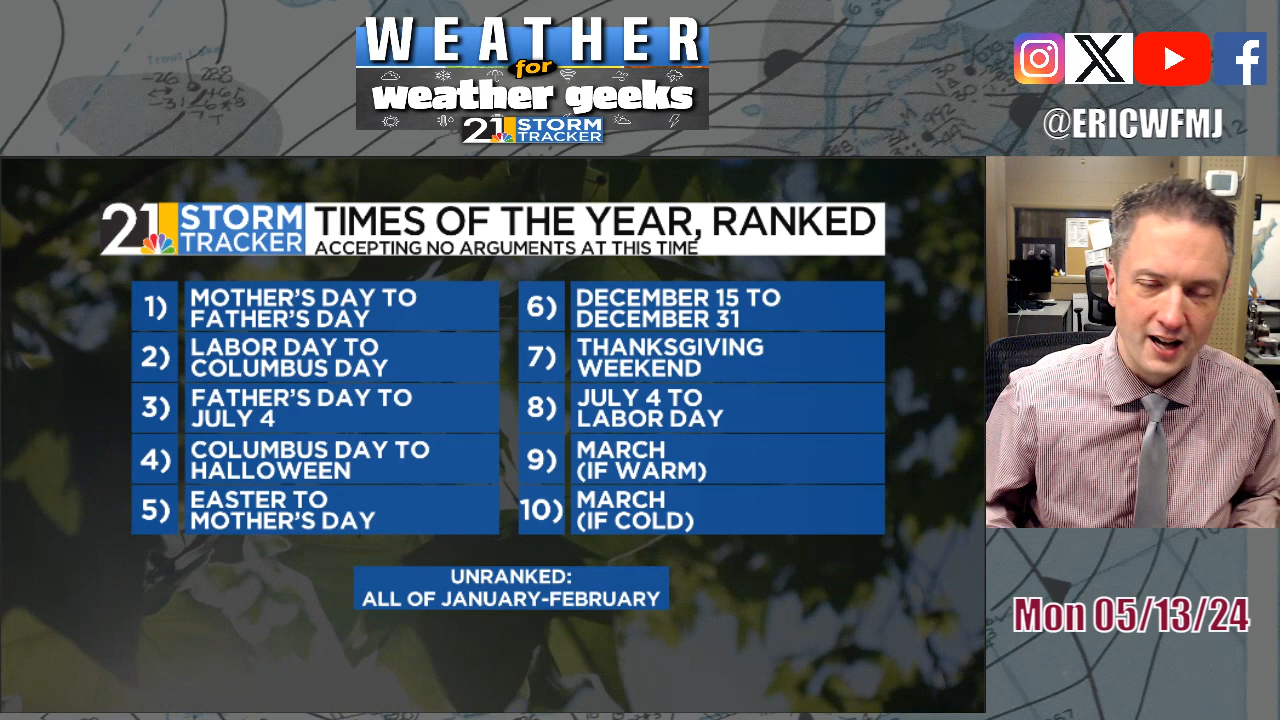 WEATHER
for
weather geeks
21 STORM
TRACKER
@ERICWFMJ
21 STORM
TRACKER
TIMES OF THE YEAR, RANKED
ACCEPTING NO ARGUMENTS AT THIS TIME
1) MOTHER'S DAY TO
FATHER'S DAY
2) LABOR DAY TO
COLUMBUS DAY
3) FATHER'S DAY TO
JULY 4
4) COLUMBUS DAY TO
HALLOWEEN
5) EASTER TO
MOTHER'S DAY
6) DECEMBER 15 TO
DECEMBER 31
7) THANKSGIVING
WEEKEND
8) JULY 4 TO
LABOR DAY
9) MARCH
(IF WARM)
10) MARCH
(IF COLD)
UNRANKED:
ALL OF JANUARY-FEBRUARY
Mon 05/13/24